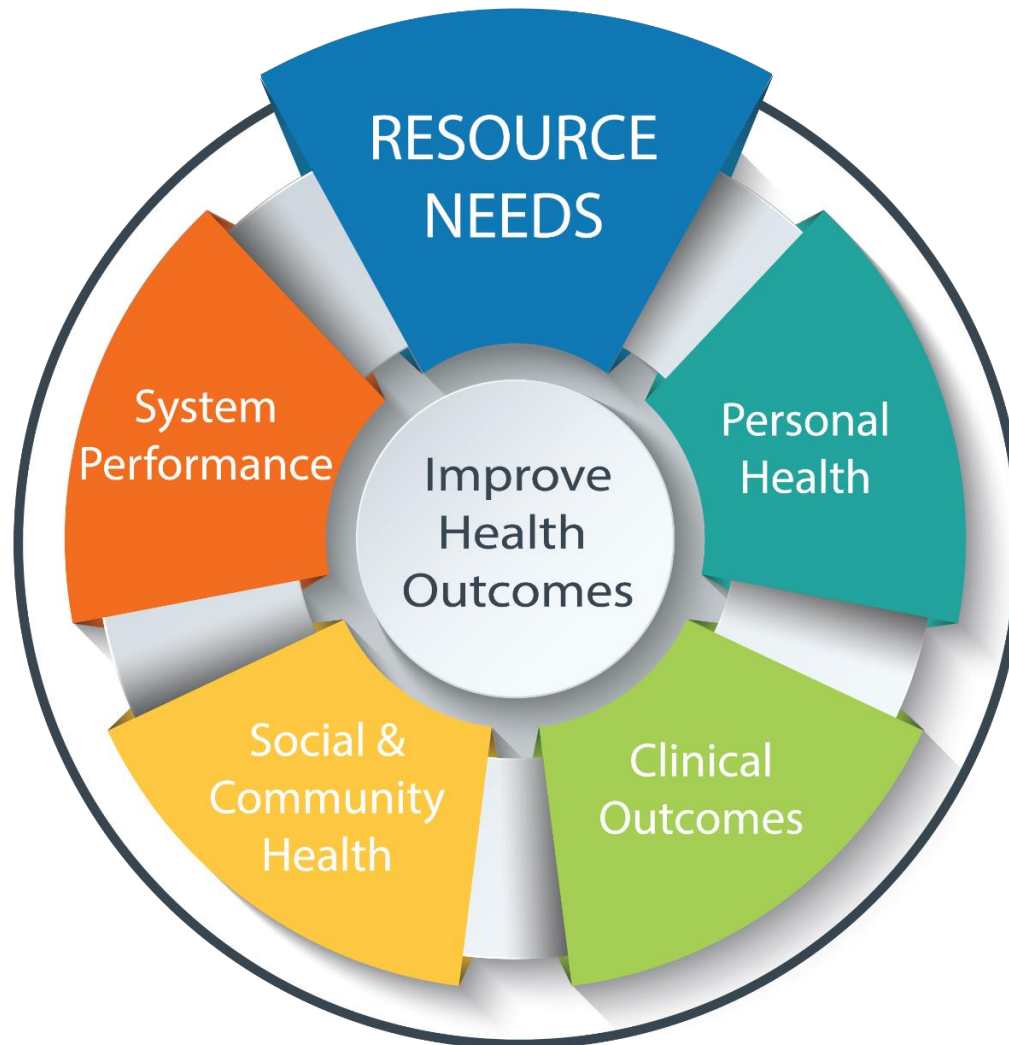 RESOURCE
NEEDS
Personal
Health
Clinical
Outcomes
Social &
Community
Health
System
Performance
Improve
Health
Outcomes